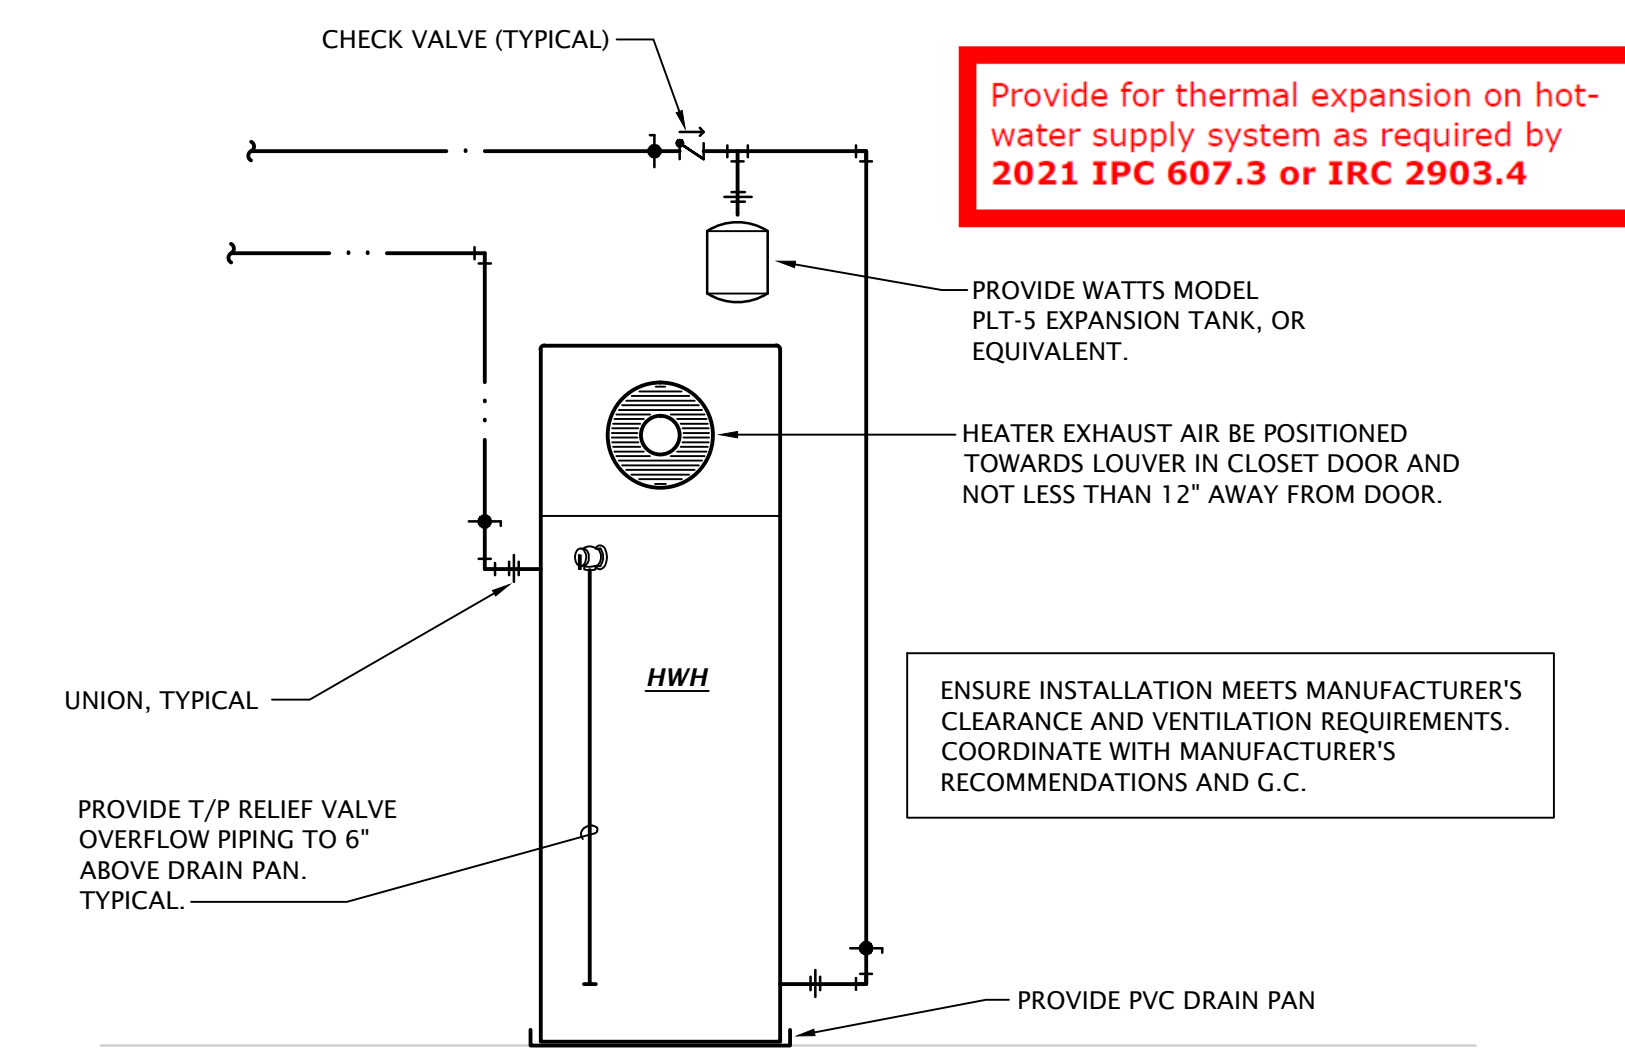 CHECK VALVE (TYPICAL)
Provide for thermal expansion on hot-
water supply system as required by
2021 IPC 607.3 or IRC 2903.4
PROVIDE WATTS MODEL
PLT-5 EXPANSION TANK, OR
EQUIVALENT.
HEATER EXHAUST AIR BE POSITIONED
TOWARDS LOUVER IN CLOSET DOOR AND
NOT LESS THAN 12" AWAY FROM DOOR.
HWH
UNION, TYPICAL
ENSURE INSTALLATION MEETS MANUFACTURER'S
CLEARANCE AND VENTILATION REQUIREMENTS.
COORDINATE WITH MANUFACTURER'S
RECOMMENDATIONS AND G.C.
PROVIDE T/P RELIEF VALVE
OVERFLOW PIPING TO 6"
ABOVE DRAIN PAN.
TYPICAL.
PROVIDE PVC DRAIN PAN